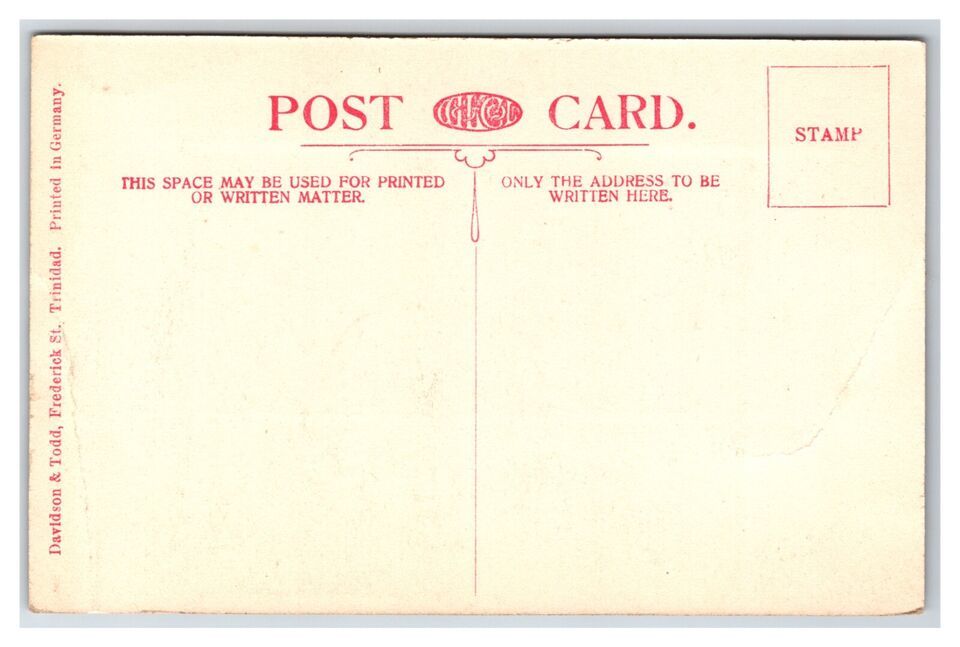 POST CARD.
STAMP
THIS SPACE MAY BE USED FOR PRINTED
OR WRITTEN MATTER.
ONLY THE ADDRESS TO BE
WRITTEN HERE.
Davidson & Todd, Frederick St. Trinidad. Printed in Germany.